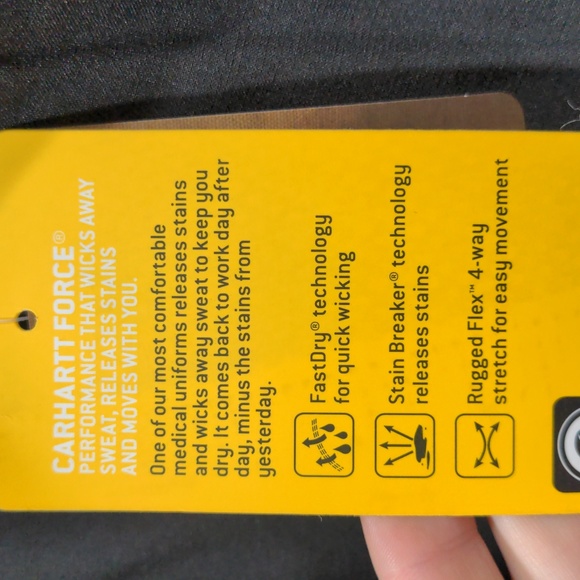 CARHARTT FORCE®
PERFORMANCE THAT WICKS AWAY
SWEAT, RELEASES STAINS
AND MOVES WITH YOU.
One of our most comfortable
medical uniforms releases stains
and wicks away sweat to keep you
dry. It comes back to work day after
day, minus the stains from
yesterday.
FastDry® technology
for quick wicking
Stain Breaker® technology
releases stains
Rugged Flex™ 4-way
stretch for easy movement